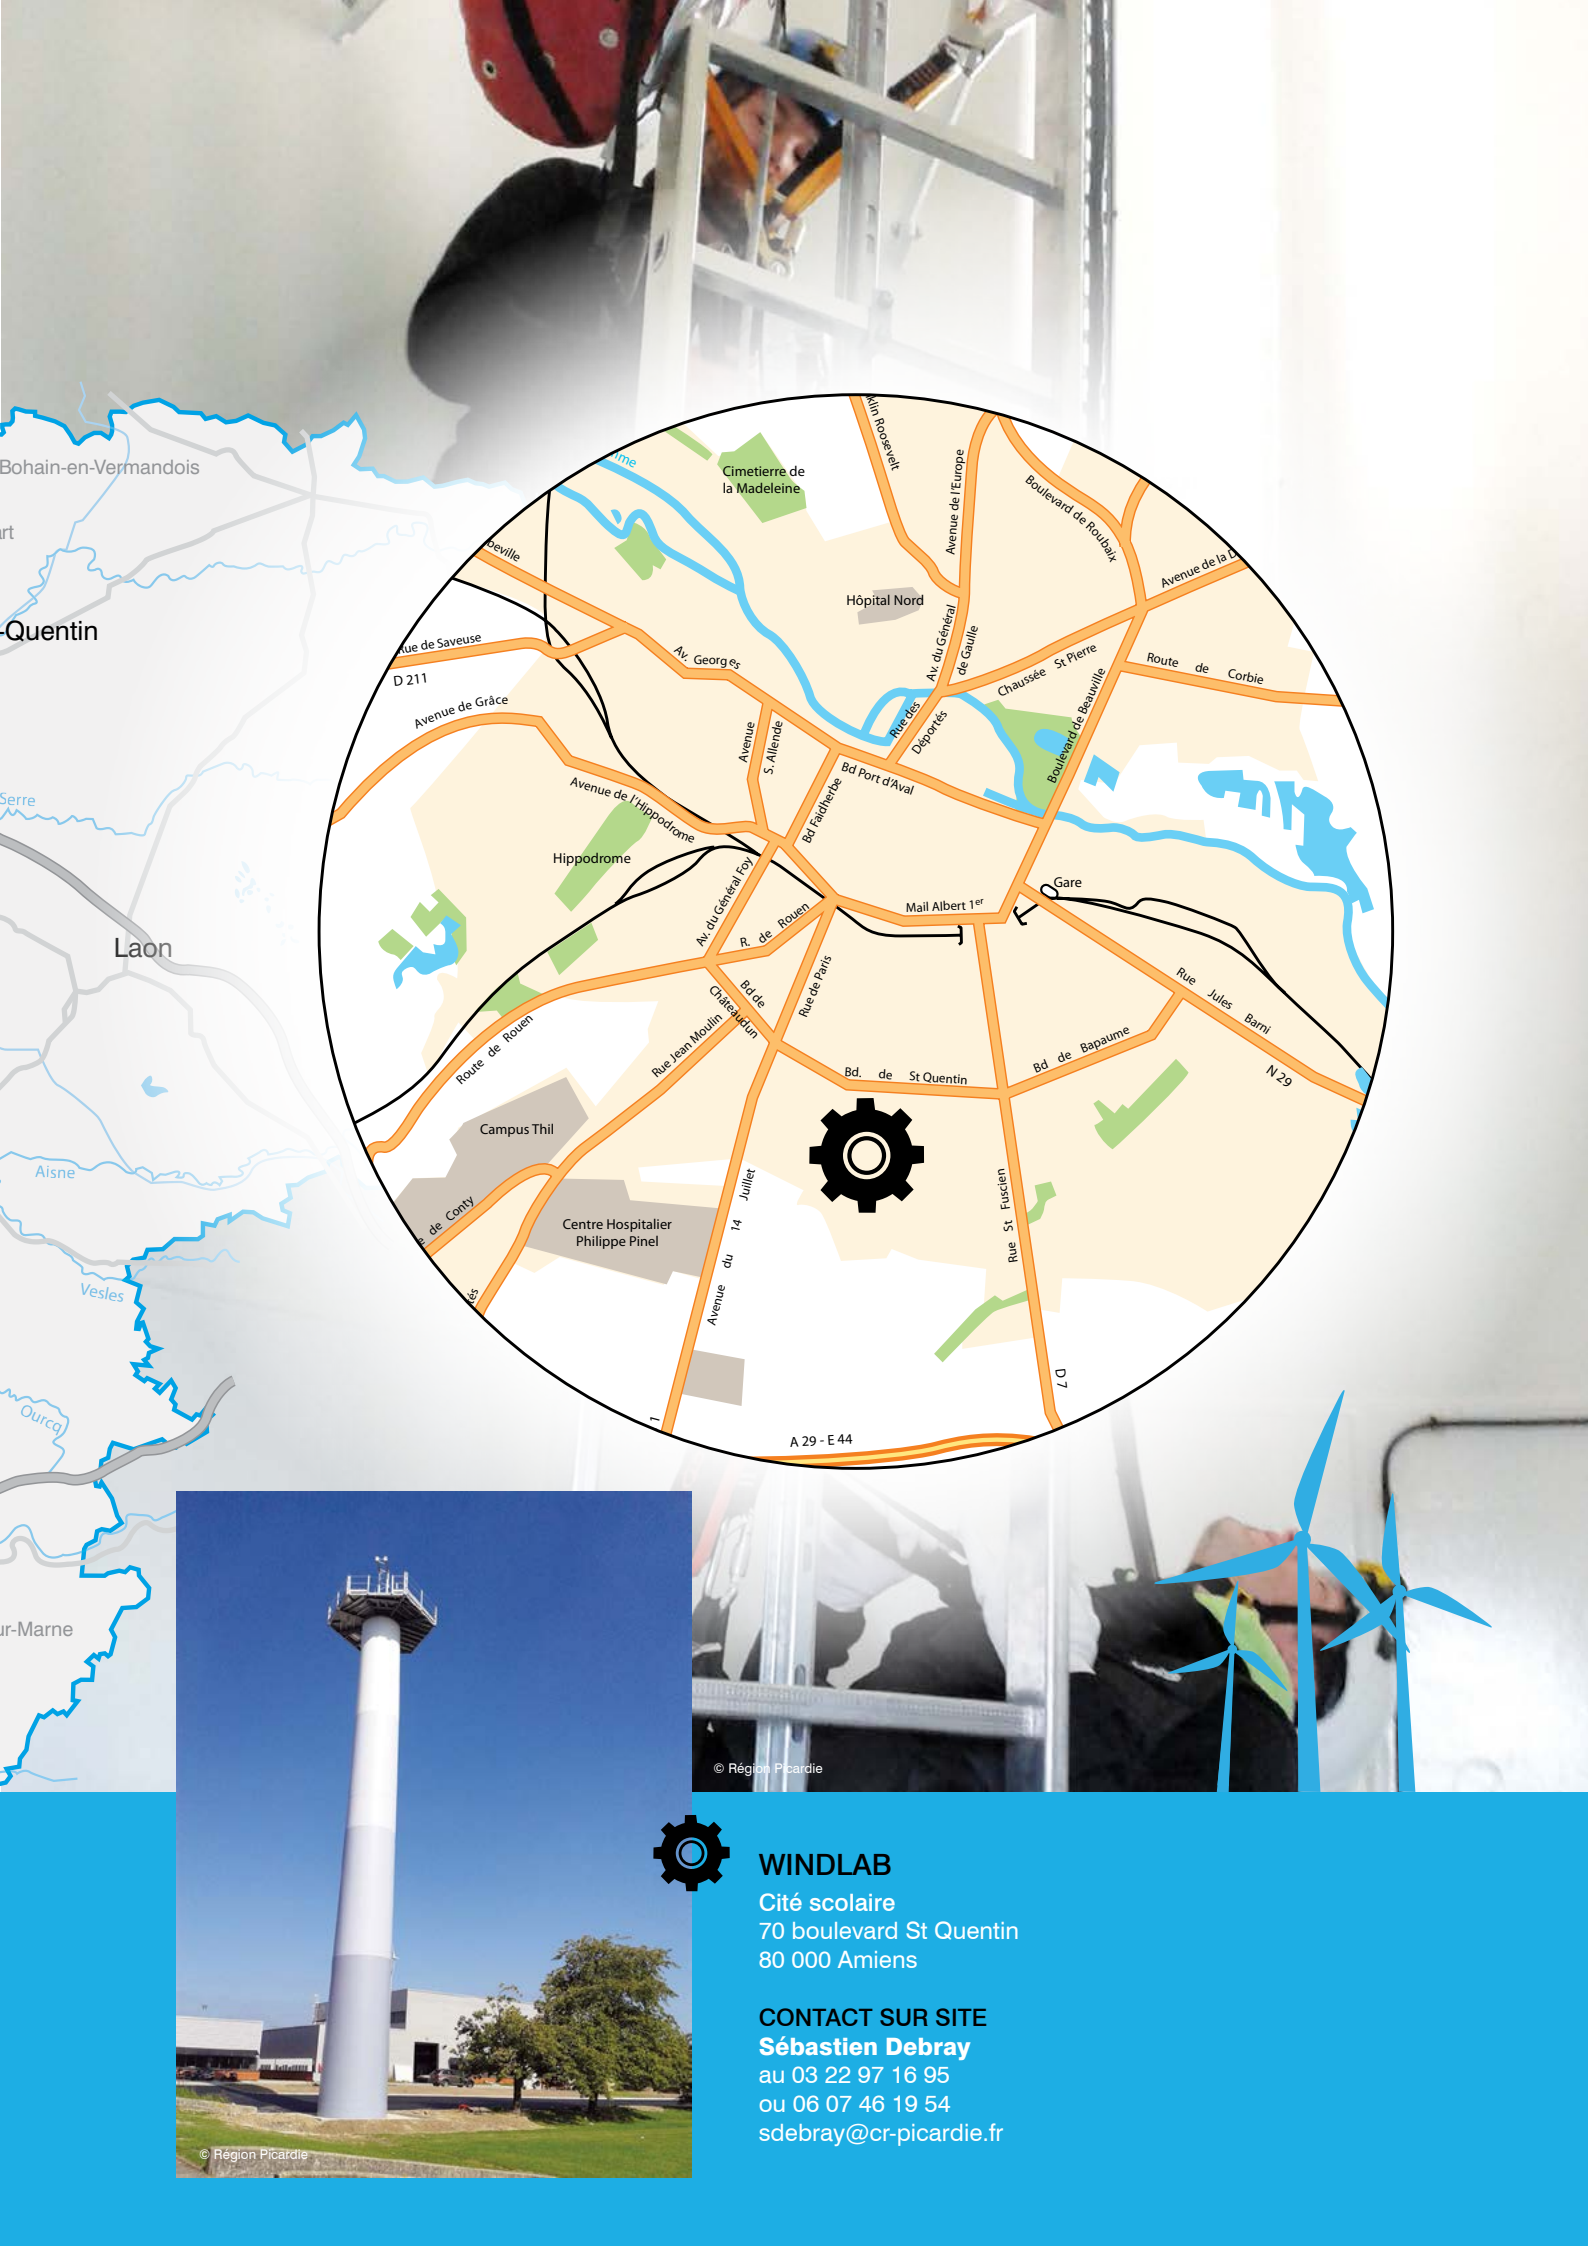 Bohain-en-Vermandois
-Quentin
Serre
Laon
Aisne
Vesles
Ourcq
ur-Marne
Cimetierre de
la Madeleine
klin Roosevelt
Avenue de l'Europe
Boulevard de Roubaix
Avenue de la D
beville
Hôpital Nord
Rue de Saveuse
D 211
Av. Georges
Av. du Général
de Gaulle
Chaussée St Pierre
Route de Corbie
Avenue de Grâce
Avenue
S. Allende
Rue des
Déportés
Boulevard de Beauville
Bd Port d'Aval
Bd Faidherbe
Avenue de l'Hippodrome
Hippodrome
Av. du Général Foy
Mail Albert 1er
Gare
R. de Rouen
Rue de Paris
Bd de
Châteaudun
Rue Jean Moulin
Route de Rouen
Rue Jules Barni
N 29
Bd de Bapaume
Bd. de St Quentin
Campus Thil
e de Conty
Centre Hospitalier
Philippe Pinel
Avenue du 14 Juillet
Rue St Fuscien
tés
D 7
1
A 29 - E 44
© Région Picardie
© Région Picardie
WINDLAB
Cité scolaire
70 boulevard St Quentin
80 000 Amiens
CONTACT SUR SITE
Sébastien Debray
au 03 22 97 16 95
ou 06 07 46 19 54
sdebray@cr-picardie.fr